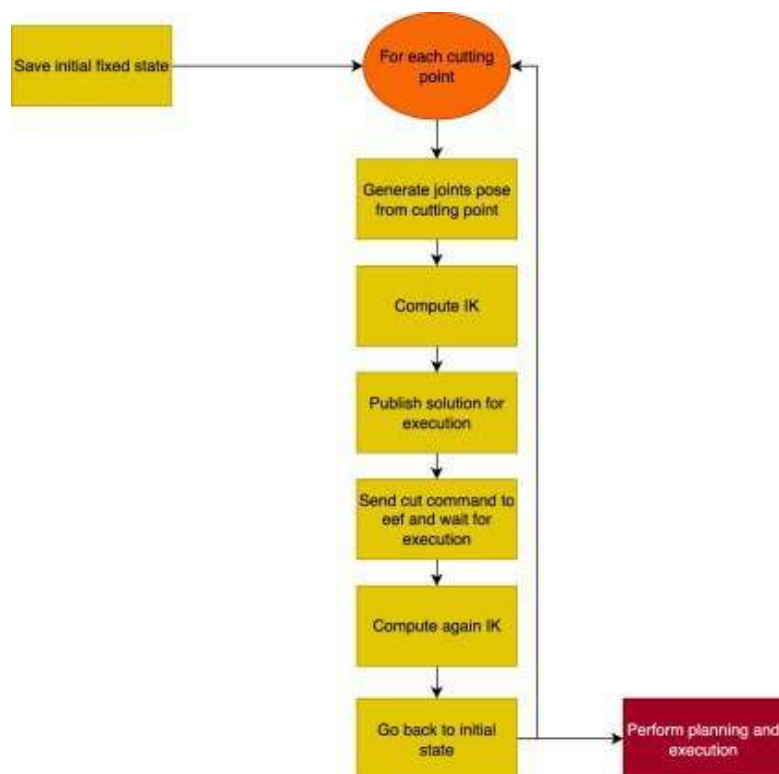 Save initial fixed state
For each cutting
point
Generate joints pose
from cutting point
Compute IK
Publish solution for
execution
Send cut command to
eef and wait for
execution
Compute again IK
Go back to initial
state
Perform planning and
execution